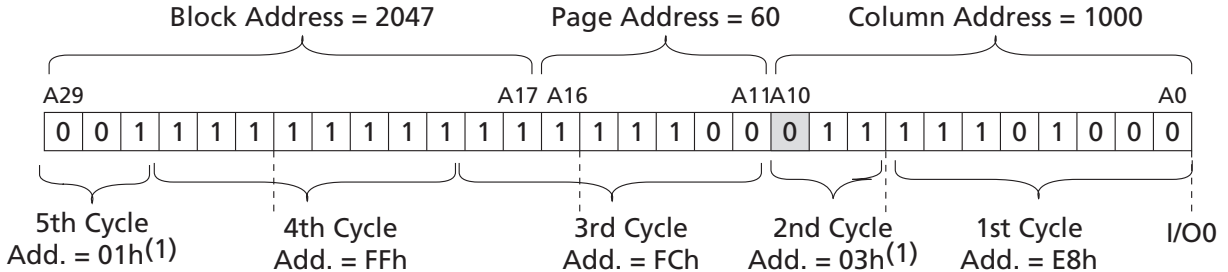 Block Address = 2047 Page Address = 60 Column Address = 1000
A29 A17 A16 A11 A10 A0
0 0 1 1 1 1 1 1 1 1 1 1 1 1 1 1 1 0 0 0 1 1 1 1 1 0 1 0 0 0
5th Cycle 4th Cycle 3rd Cycle 2nd Cycle 1st Cycle I/O0
Add. = 01h(1) Add. = FFh Add. = FCh Add. = 03h(1) Add. = E8h